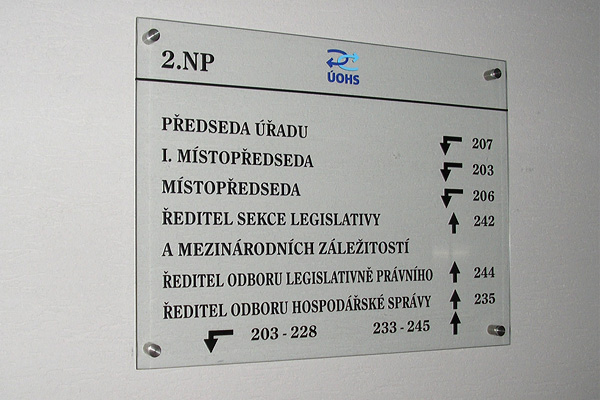 2.NP
ÚOHS
PŘEDSEDA ÚŘADU 207
I. MÍSTOPŘEDSEDA 203
MÍSTOPŘEDSEDA 206
ŘEDITEL SEKCE LEGISLATIVY 242
A MEZINÁRODNÍCH ZÁLEŽITOSTÍ
ŘEDITEL ODBORU LEGISLATIVNĚ PRÁVNÍHO 244
ŘEDITEL ODBORU HOSPODÁŘSKÉ SPRÁVY 235
203 - 228 233 - 245